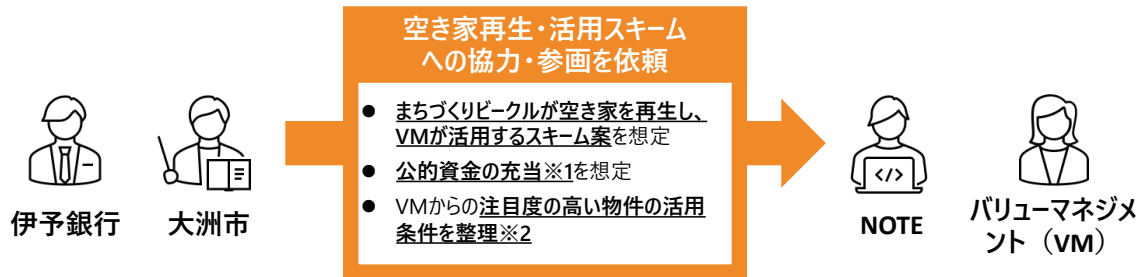 空き家再生・活用スキーム
への協力・参画を依頼
● まちづくりビークルが空き家を再生し、
VMが活用するスキーム案を想定
● 公的資金の充当※1を想定
● VMからの注目度の高い物件の活用
条件を整理※2
伊予銀行
大洲市
</>
NOTE
バリューマネジメ
ント（VM）